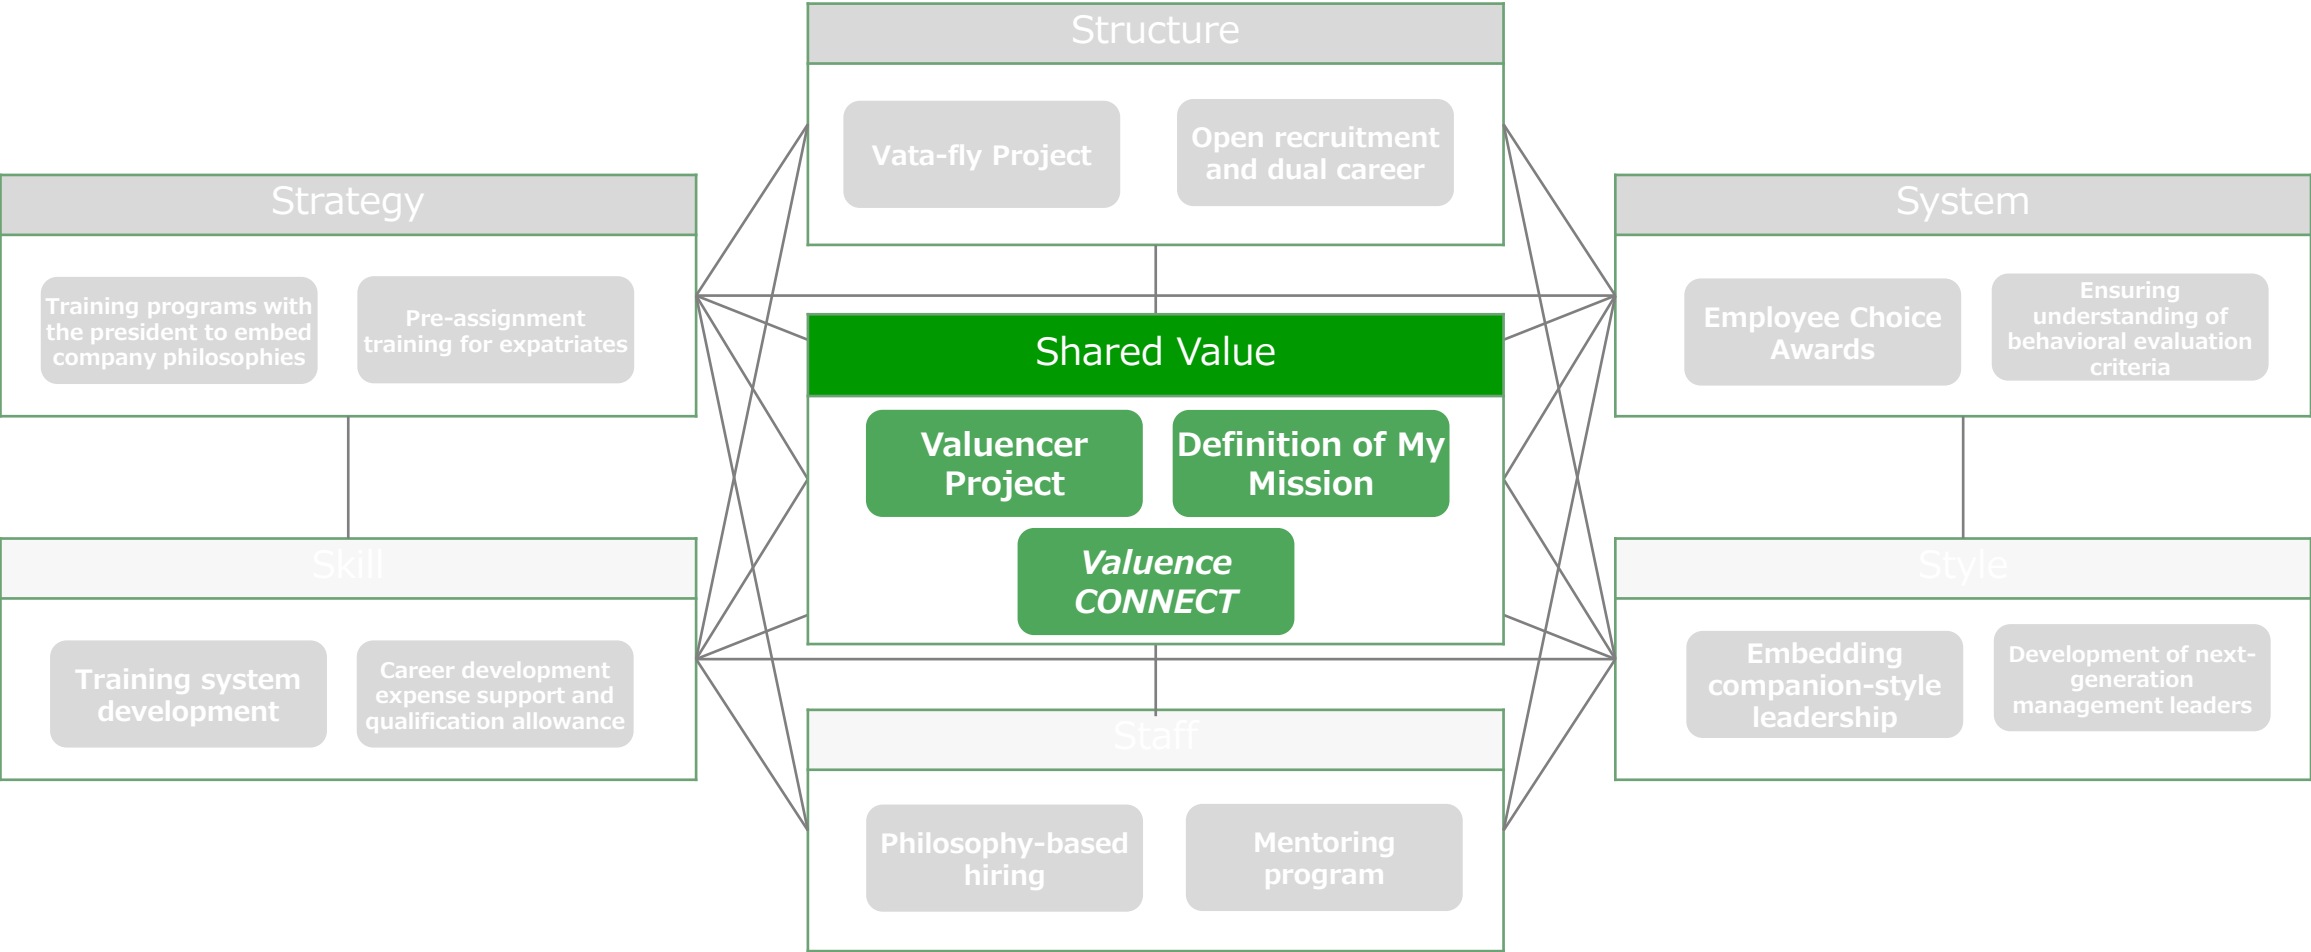 Structure
Vata-fly Project
Open recruitment
and dual career
Strategy
Training programs with
the president to embed
company philosophies
Pre-assignment
training for expatriates
System
Employee Choice
Awards
Ensuring
understanding of
behavioral evaluation
criteria
Shared Value
Valuencer
Project
Definition of My
Mission
Valuence
CONNECT
Skill
Training system
development
Career development
expense support and
qualification allowance
Style
Embedding
companion-style
leadership
Development of next-
generation
management leaders
Staff
Philosophy-based
hiring
Mentoring
program